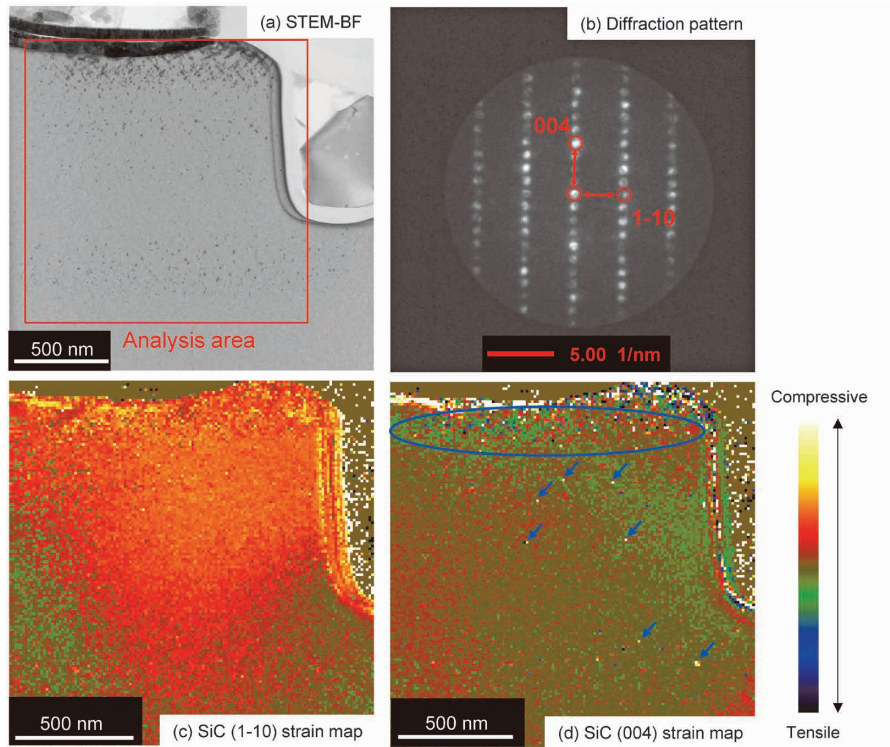 (a) STEM-BF
Analysis area
500 nm
(b) Diffraction pattern
004
1-10
5.00 1/nm
500 nm
(c) SiC (1-10) strain map
500 nm
(d) SiC (004) strain map
Compressive
Tensile